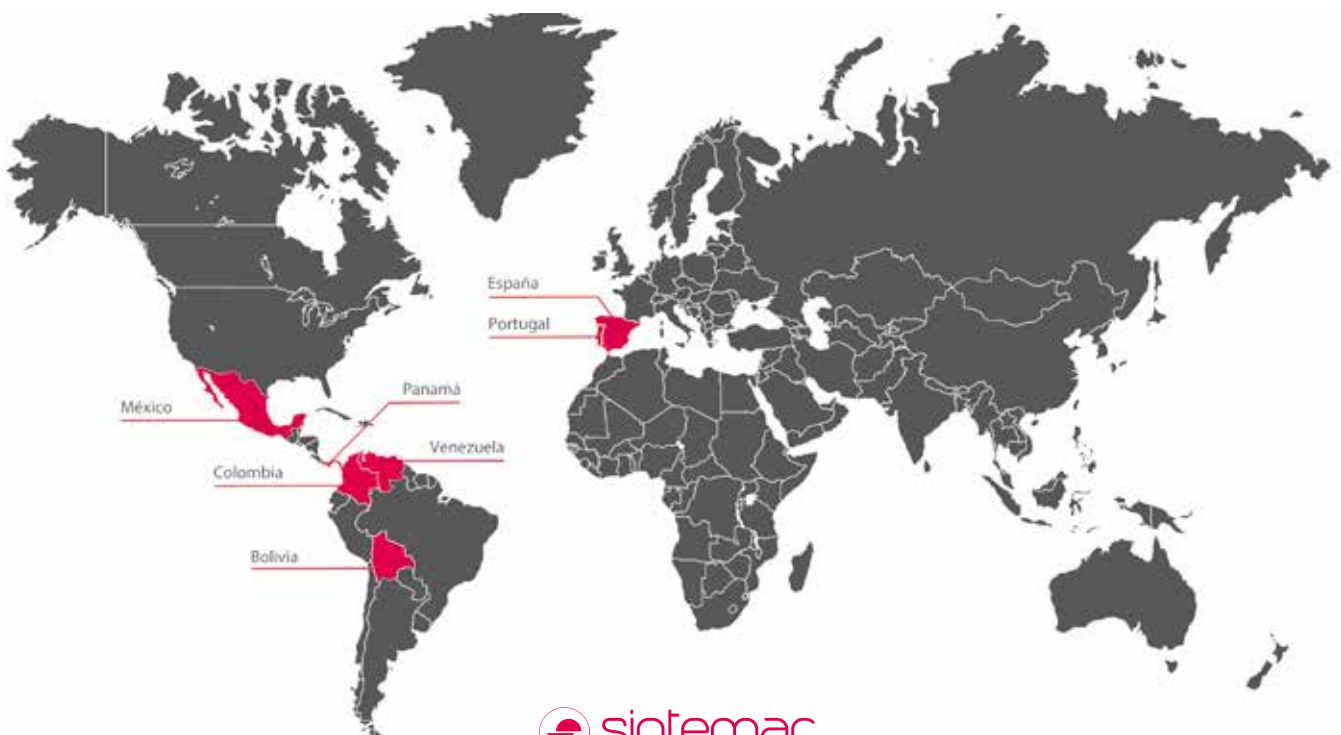 España
Portugal
Panamá
México
Venezuela
Colombia
Bolivia
sintemac